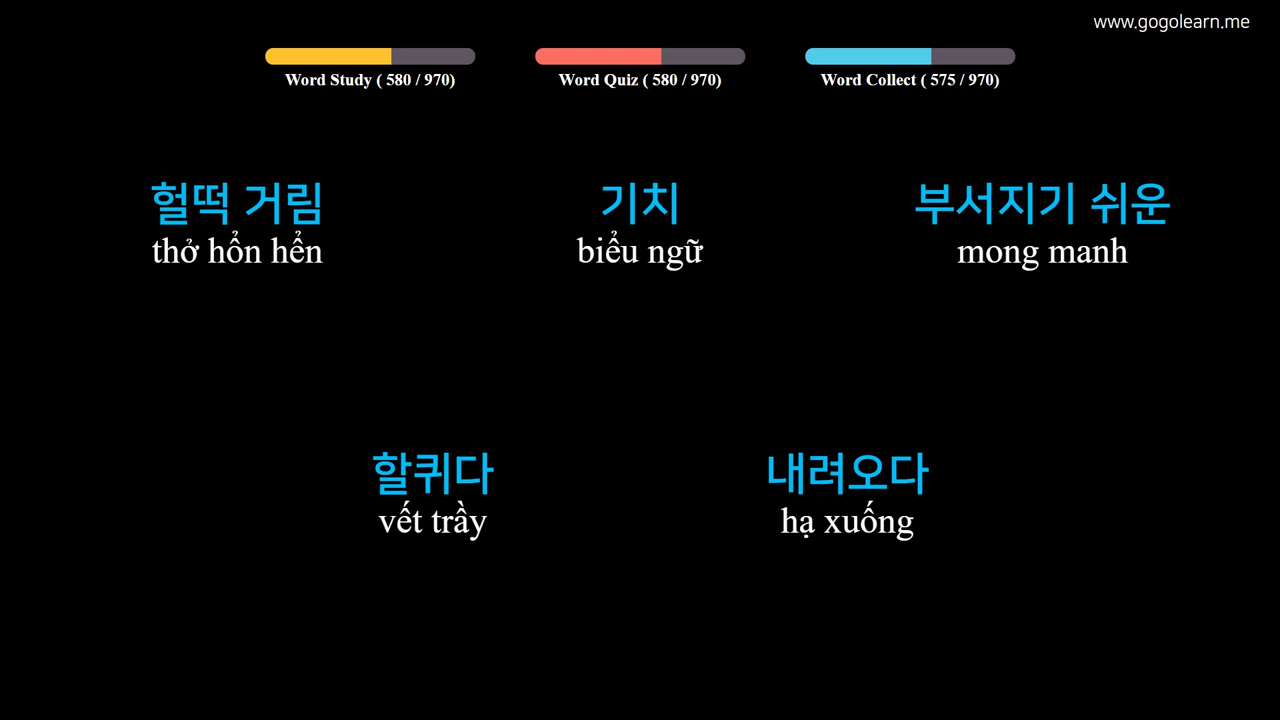 www.gogolearn.me
Word Study ( 580 / 970)
Word Quiz ( 580 / 970)
Word Collect ( 575 / 970)
헐떡 거림
thở hổn hển
기치
biểu ngữ
부서지기 쉬운
mong manh
할퀴다
vết trầy
내려오다
hạ xuống